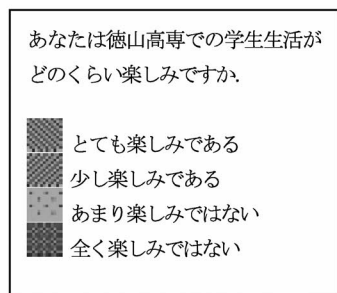 あなたは徳山高専での学生生活が
どのくらい楽しみですか.
とても楽しみである
少し楽しみである
あまり楽しみではない
全く楽しみではない